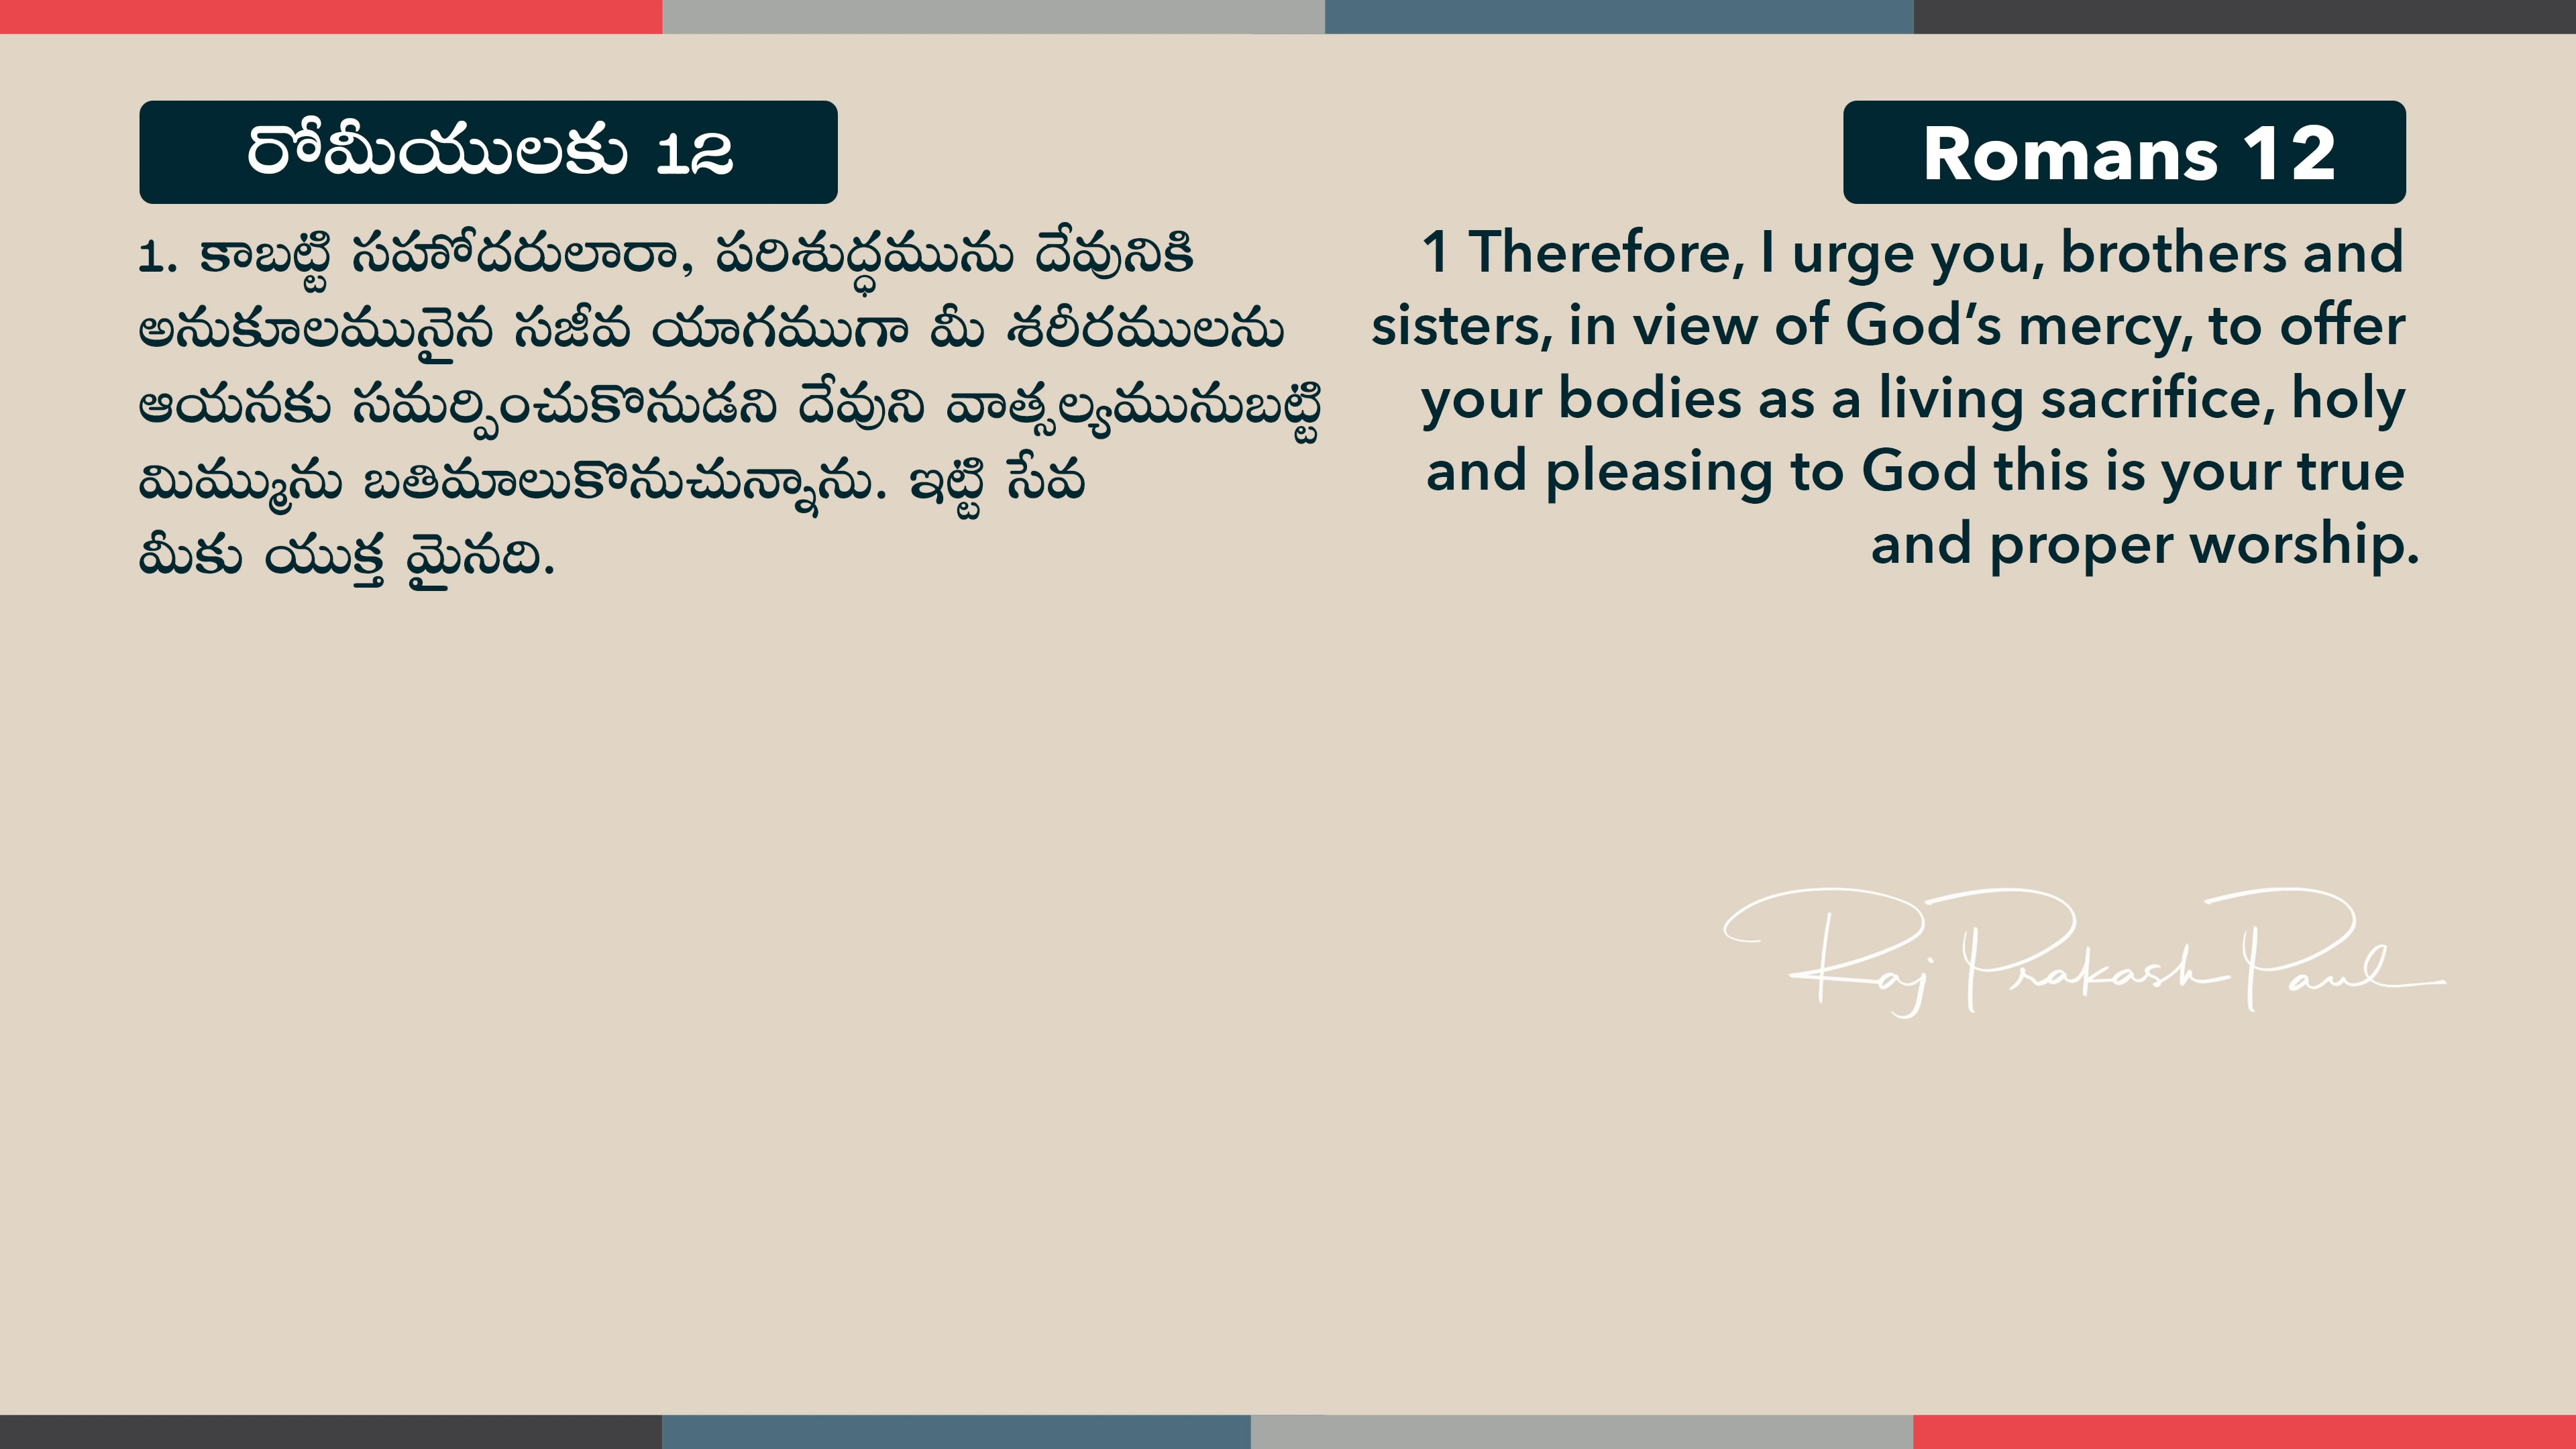 రోమీయులకు 12
1. కాబట్టి సహోదరులారా, పరిశుద్ధమును దేవునికి
అనుకూలమునైన సజీవ యాగముగా మీ శరీరములను
ఆయనకు సమర్పించుకొనుడని దేవుని వాత్సల్యమునుబట్టి
మిమ్మును బతిమాలుకొనుచున్నాను. ఇట్టి సేవ
మీకు యుక్త మైనది.
Romans 12
1 Therefore, I urge you, brothers and
sisters, in view of God’s mercy, to offer
your bodies as a living sacrifice, holy
and pleasing to God this is your true
and proper worship.
Raj Prakash Paul